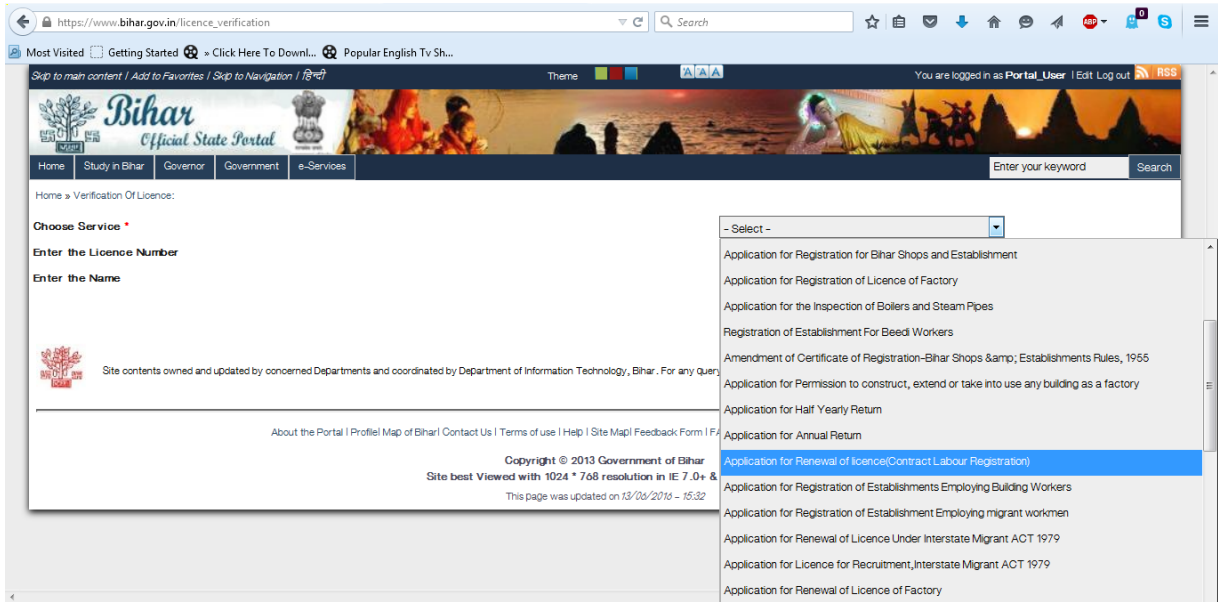 https://www.bihar.gov.in/licence_verification
Search
ABP
0
Most Visited Getting Started » Click Here To Downl... Popular English Tv Sh...
Skip to main content / Add to Favorites / Skip to Navigation / हिन्दी Theme A A A You are logged in as Portal_User | Edit Log out RSS
Bihar
Official State Portal
Home Study in Bihar Governor Government e-Services Enter your keyword Search
Home » Verification Of Licence:
Choose Service * - Select -
Enter the Licence Number
Enter the Name
Application for Registration for Bihar Shops and Establishment
Application for Registration of Licence of Factory
Application for the Inspection of Boilers and Steam Pipes
Registration of Establishment For Beedi Workers
Amendment of Certificate of Registration-Bihar Shops &amp; Establishments Rules, 1955
Application for Permission to construct, extend or take into use any building as a factory
Application for Half Yearly Return
Application for Annual Return
Application for Renewal of licence(Contract Labour Registration)
Application for Registration of Establishments Employing Building Workers
Application for Registration of Establishment Employing migrant workmen
Application for Renewal of Licence Under Interstate Migrant ACT 1979
Application for Licence for Recruitment,Interstate Migrant ACT 1979
Application for Renewal of Licence of Factory
Site contents owned and updated by concerned Departments and coordinated by Department of Information Technology, Bihar. For any query
About the Portal | Profile| Map of Bihar| Contact Us | Terms of use | Help | Site Map| Feedback Form |
Copyright © 2013 Government of Bihar
Site best Viewed with 1024 * 768 resolution in IE 7.0+ &
This page was updated on 13/06/2016 - 15:32